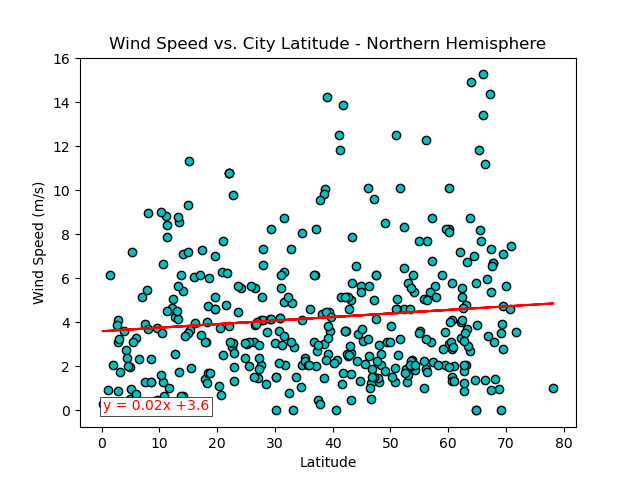 Wind Speed vs. City Latitude - Northern Hemisphere
16
14
12
10
8
6
4
2
0
Wind Speed (m/s)
y = 0.02x +3.6
0 10 20 30 40 50 60 70 80
Latitude